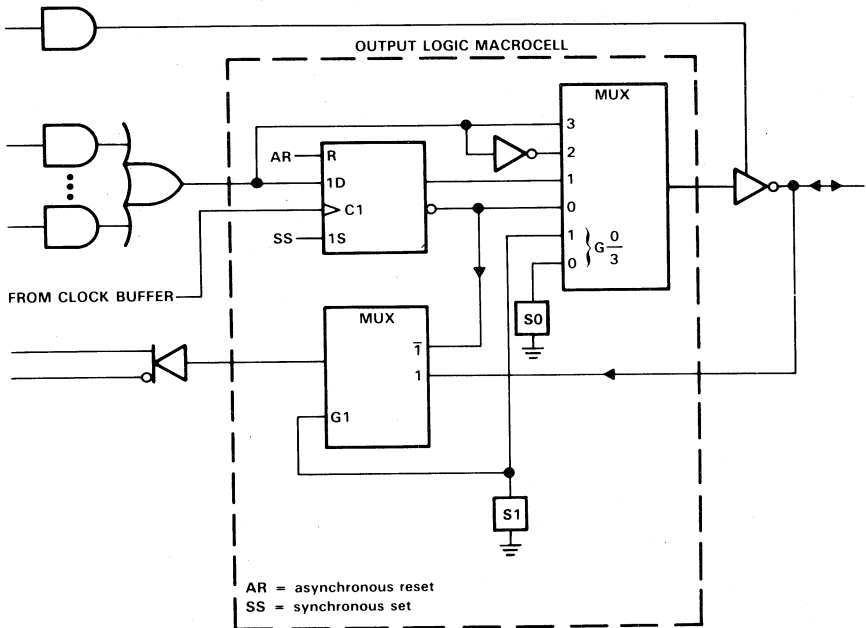 OUTPUT LOGIC MACROCELL
MUX
3
AR
R
2
1D
1
C1
0
SS
1S
1
G 0/3
0
FROM CLOCK BUFFER
S0
MUX
1̅
1
G1
S1
AR = asynchronous reset
SS = synchronous set